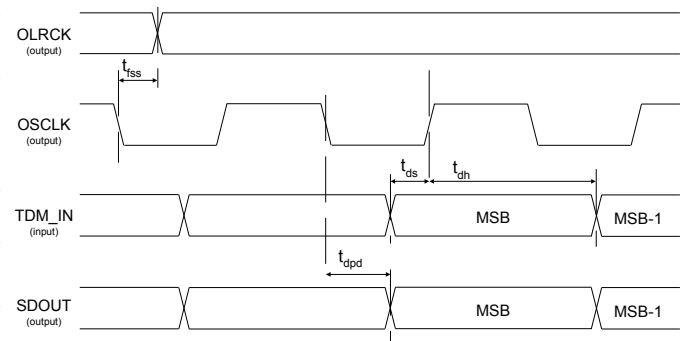 OLRCK
(output)
t_fss
OSCLK
(output)
t_ds
t_dh
TDM_IN
(input)
MSB
MSB-1
t_dpd
SDOUT
(output)
MSB
MSB-1